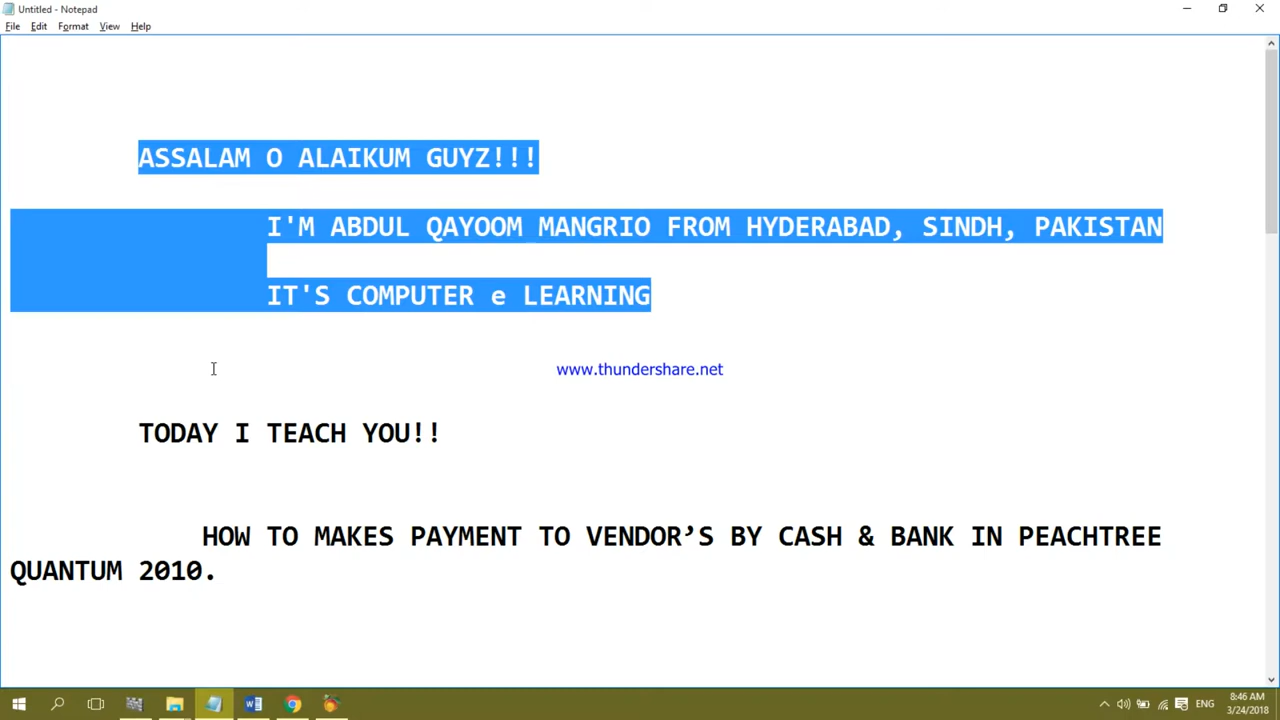 Untitled - Notepad
File Edit Format View Help
ASSALAM O ALAIKUM GUYZ!!!
I'M ABDUL QAYOOM MANGRIO FROM HYDERABAD, SINDH, PAKISTAN
IT'S COMPUTER e LEARNING
www.thundershare.net
TODAY I TEACH YOU!!
HOW TO MAKES PAYMENT TO VENDOR’S BY CASH & BANK IN PEACHTREE
QUANTUM 2010.
ENG
8:46 AM
3/24/2018